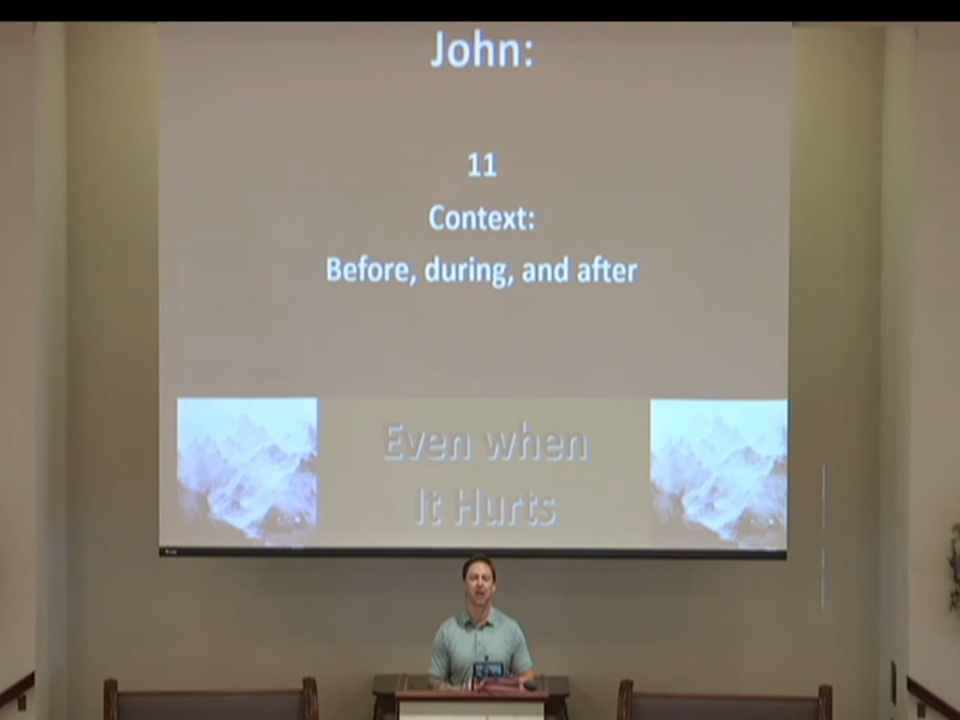 John:
11
Context:
Before, during, and after
Even when
It Hurts